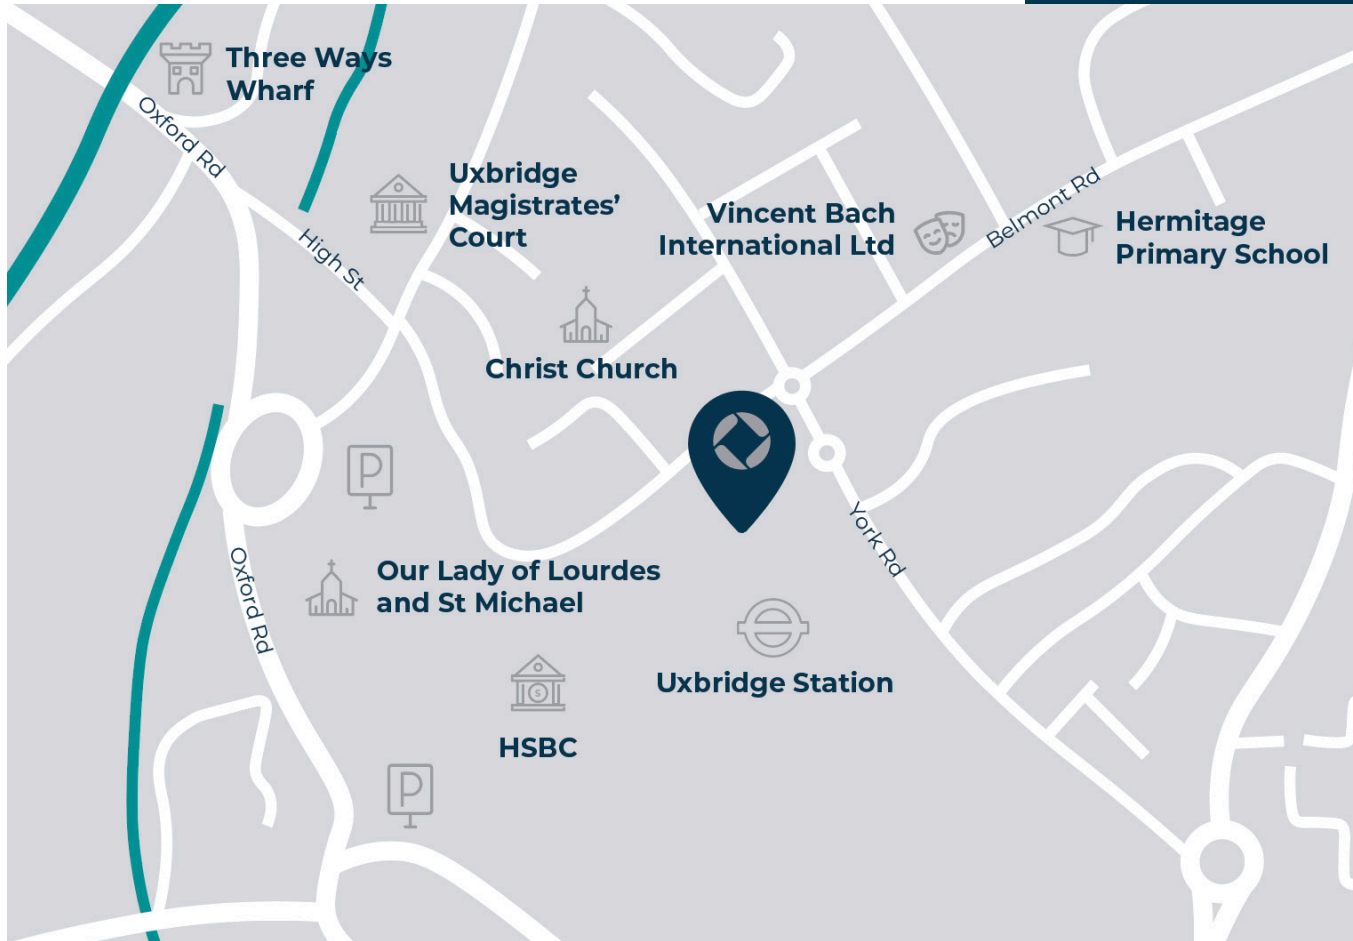 Three Ways
Wharf
Oxford Rd
Uxbridge
Magistrates’
Court
High St
Vincent Bach
International Ltd
Belmont Rd
Hermitage
Primary School
Christ Church
P
York Rd
Oxford Rd
Our Lady of Lourdes
and St Michael
Uxbridge Station
S
HSBC
P